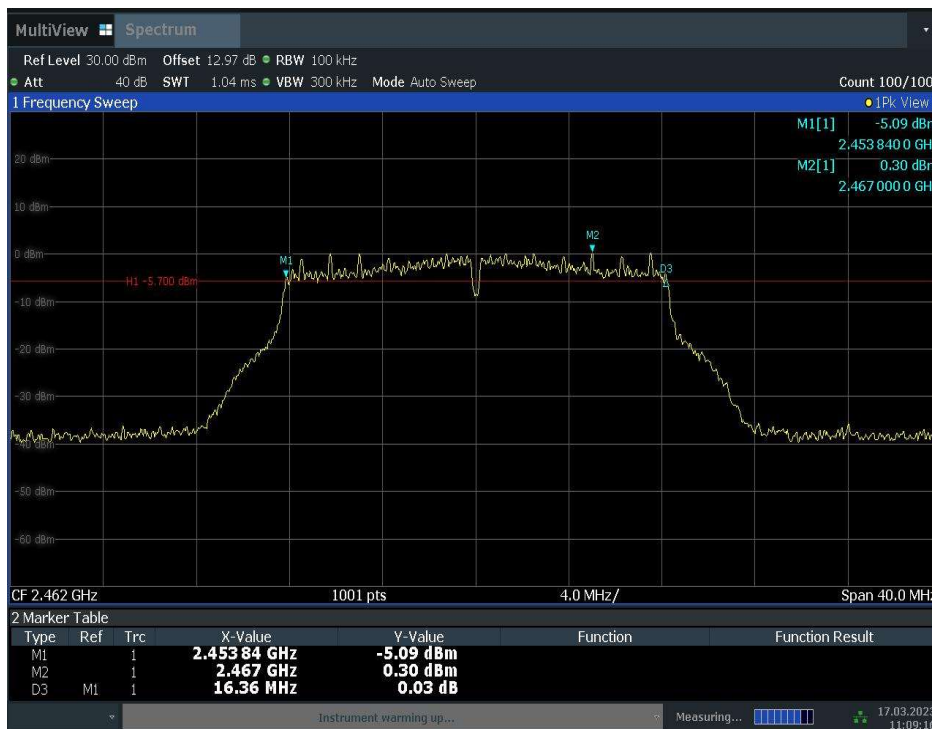 MultiView Spectrum
Ref Level 30.00 dBm Offset 12.97 dB RBW 100 kHz
Att 40 dB SWT 1.04 ms VBW 300 kHz Mode Auto Sweep Count 100/100
1 Frequency Sweep 1Pk View
M1[1] -5.09 dBm
2.453 840 0 GHz
M2[1] 0.30 dBm
2.467 000 0 GHz
20 dBm
10 dBm
M2
0 dBm
M1
D3
H1 -5.700 dBm
-10 dBm
-20 dBm
-30 dBm
-40 dBm
-50 dBm
-60 dBm
CF 2.462 GHz 1001 pts 4.0 MHz/ Span 40.0 MHz
2 Marker Table
Type Ref Trc X-Value Y-Value Function Function Result
M1 1 2.453 84 GHz -5.09 dBm
M2 1 2.467 GHz 0.30 dBm
D3 M1 1 16.36 MHz 0.03 dB
Instrument warming up... Measuring... 17.03.2023
11:09:16